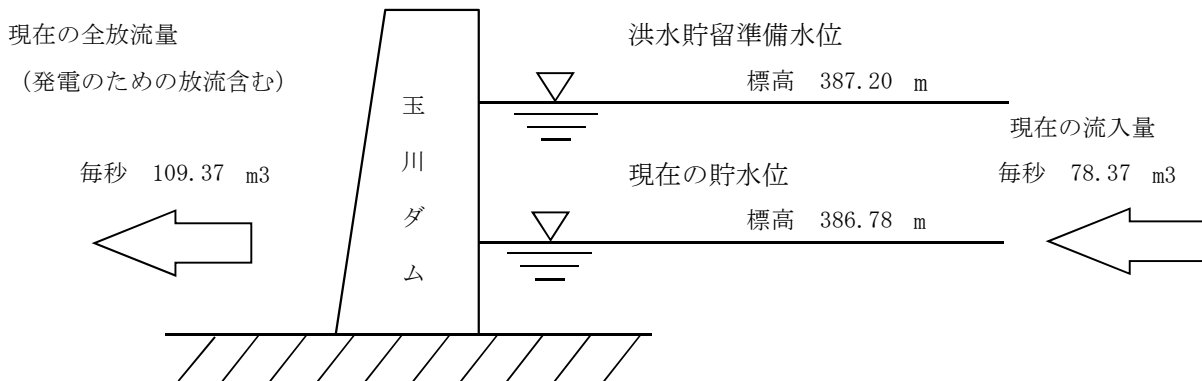 現在の全放流量
（発電のための放流含む）
毎秒 109.37 m3
玉川ダム
洪水貯留準備水位
標高 387.20 m
現在の貯水位
標高 386.78 m
現在の流入量
毎秒 78.37 m3